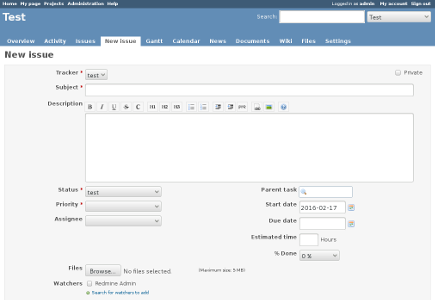 Home My page Projects Administration Help Logged in as admin My account Sign out
Test Search: Test
Overview Activity Issues New issue Gantt Calendar News Documents Wiki Files Settings
New issue
Tracker * test Private
Subject *
Description B I U S C H1 H2 H3 pre
Status * test Parent task
Priority * Start date 2016-02-17
Assignee Due date
Estimated time Hours
% Done 0 %
Files Browse... No files selected. (Maximum size: 5 MB)
Watchers Redmine Admin
Search for watchers to add